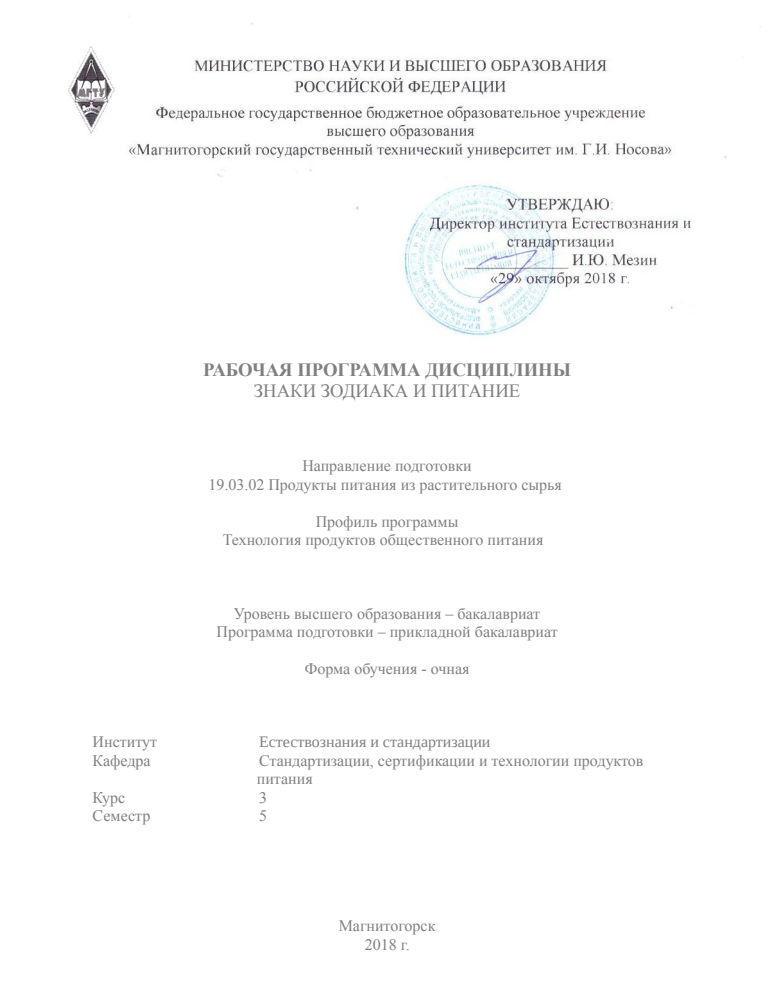 МГТУ
МИНИСТЕРСТВО НАУКИ И ВЫСШЕГО ОБРАЗОВАНИЯ
РОССИЙСКОЙ ФЕДЕРАЦИИ
Федеральное государственное бюджетное образовательное учреждение
высшего образования
«Магнитогорский государственный технический университет им. Г.И. Носова»
УТВЕРЖДАЮ:
Директор института Естествознания и
стандартизации
И.Ю. Мезин
«29» октября 2018 г.
РАБОЧАЯ ПРОГРАММА ДИСЦИПЛИНЫ
ЗНАКИ ЗОДИАКА И ПИТАНИЕ
Направление подготовки
19.03.02 Продукты питания из растительного сырья
Профиль программы
Технология продуктов общественного питания
Уровень высшего образования – бакалавриат
Программа подготовки – прикладной бакалавриат
Форма обучения - очная
Институт Естествознания и стандартизации
Кафедра Стандартизации, сертификации и технологии продуктов
питания
Курс 3
Семестр 5
Магнитогорск
2018 г.